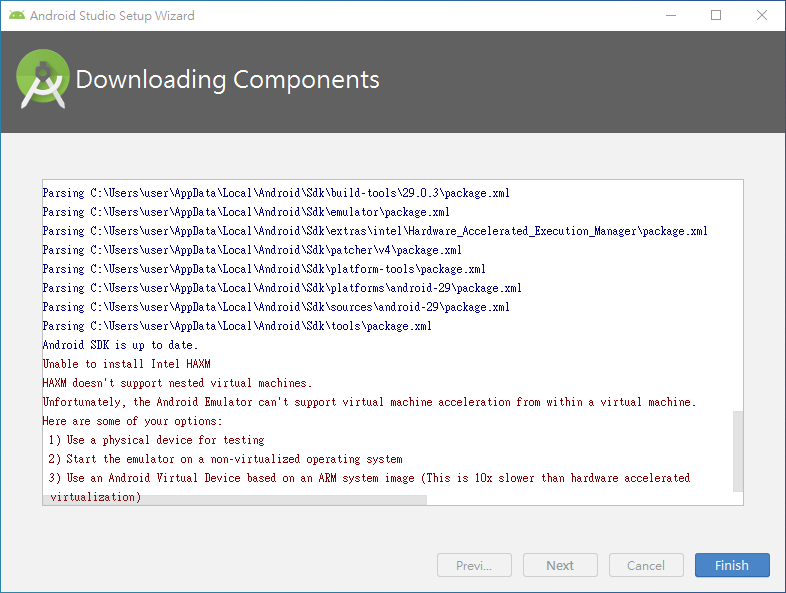 Android Studio Setup Wizard
Downloading Components
Parsing C:\Users\user\AppData\Local\Android\Sdk\build-tools\29.0.3\package.xml
Parsing C:\Users\user\AppData\Local\Android\Sdk\emulator\package.xml
Parsing C:\Users\user\AppData\Local\Android\Sdk\extras\intel\Hardware_Accelerated_Execution_Manager\package.xml
Parsing C:\Users\user\AppData\Local\Android\Sdk\patcher\v4\package.xml
Parsing C:\Users\user\AppData\Local\Android\Sdk\platform-tools\package.xml
Parsing C:\Users\user\AppData\Local\Android\Sdk\platforms\android-29\package.xml
Parsing C:\Users\user\AppData\Local\Android\Sdk\sources\android-29\package.xml
Parsing C:\Users\user\AppData\Local\Android\Sdk\tools\package.xml
Android SDK is up to date.
Unable to install Intel HAXM
HAXM doesn't support nested virtual machines.
Unfortunately, the Android Emulator can't support virtual machine acceleration from within a virtual machine.
Here are some of your options:
1) Use a physical device for testing
2) Start the emulator on a non-virtualized operating system
3) Use an Android Virtual Device based on an ARM system image (This is 10x slower than hardware accelerated
virtualization)
Previ...
Next
Cancel
Finish